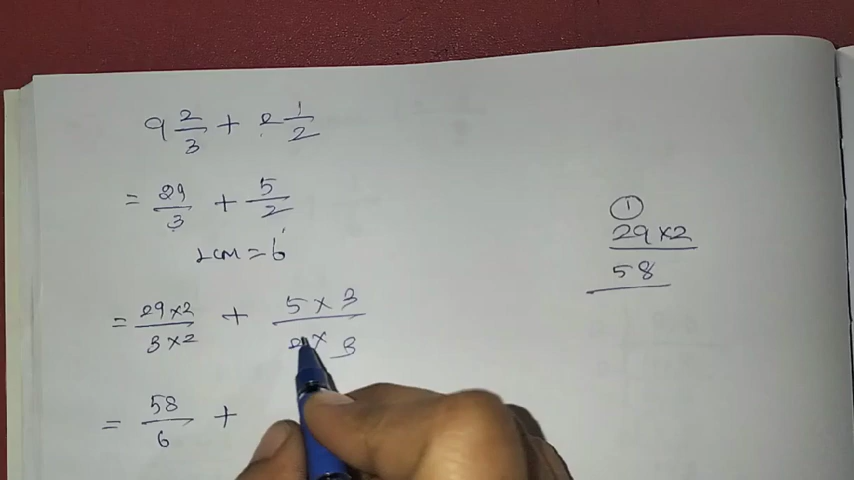 9 2/3 + 2 1/2
= 29/3 + 5/2
LCM = 6
= 29×2/3×2 + 5×3/2×3
= 58/6 +
1
29×2
58